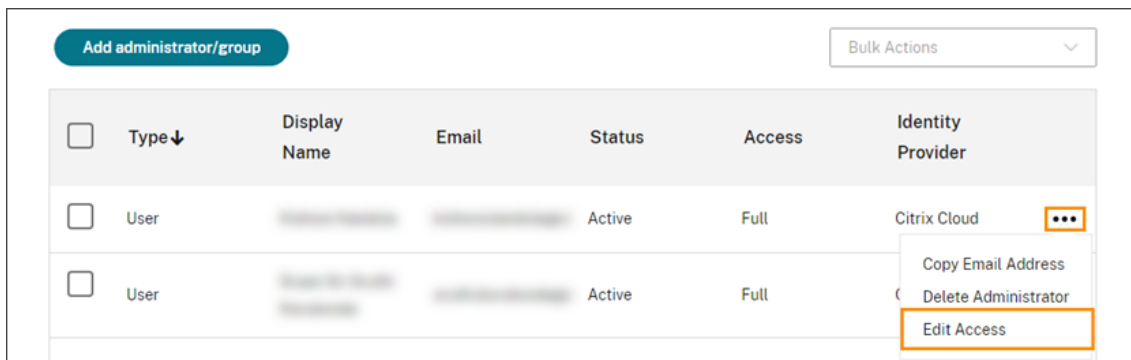 Add administrator/group
Bulk Actions
Type↓ Display Name Email Status Access Identity Provider
User Active Full Citrix Cloud •••
Copy Email Address
User Active Full C Delete Administrator
Edit Access